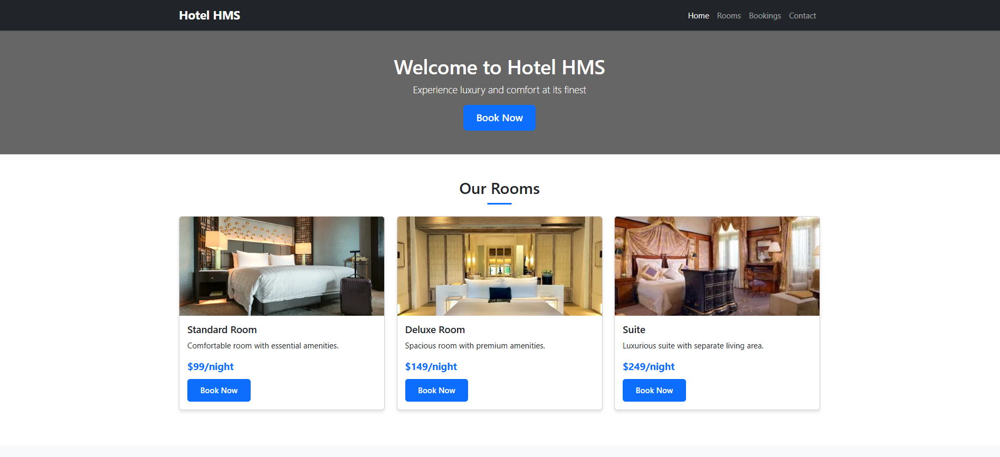 Hotel HMS
Home Rooms Bookings Contact
Welcome to Hotel HMS
Experience luxury and comfort at its finest
Book Now
Our Rooms
Standard Room
Comfortable room with essential amenities.
$99/night
Book Now
Deluxe Room
Spacious room with premium amenities.
$149/night
Book Now
Suite
Luxurious suite with separate living area.
$249/night
Book Now